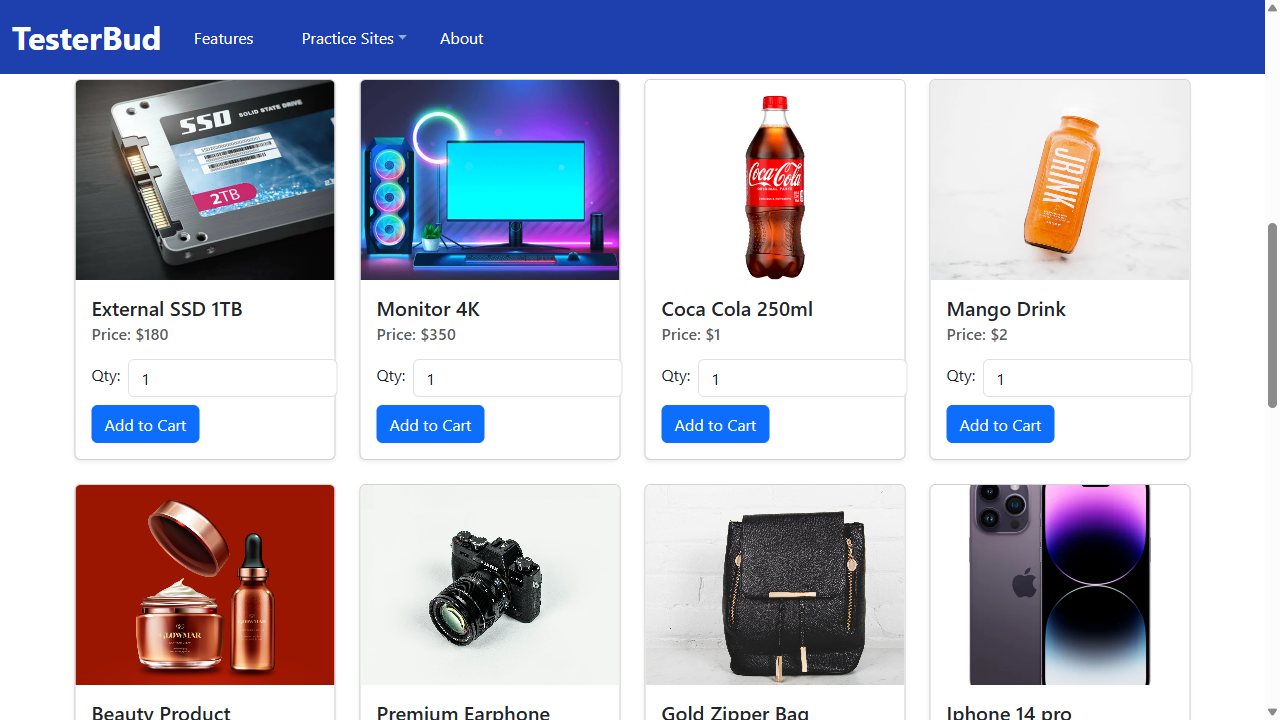 TesterBud
Features
Practice Sites
About
SSD SOLID STATE DRIVE
2TB
Coca-Cola
ORIGINAL TASTE
JRINK
External SSD 1TB
Price: $180
Qty: 1
Add to Cart
Monitor 4K
Price: $350
Qty: 1
Add to Cart
Coca Cola 250ml
Price: $1
Qty: 1
Add to Cart
Mango Drink
Price: $2
Qty: 1
Add to Cart
GLOWMAR
Beauty Product
Premium Earphone
Gold Zipper Bag
Iphone 14 pro